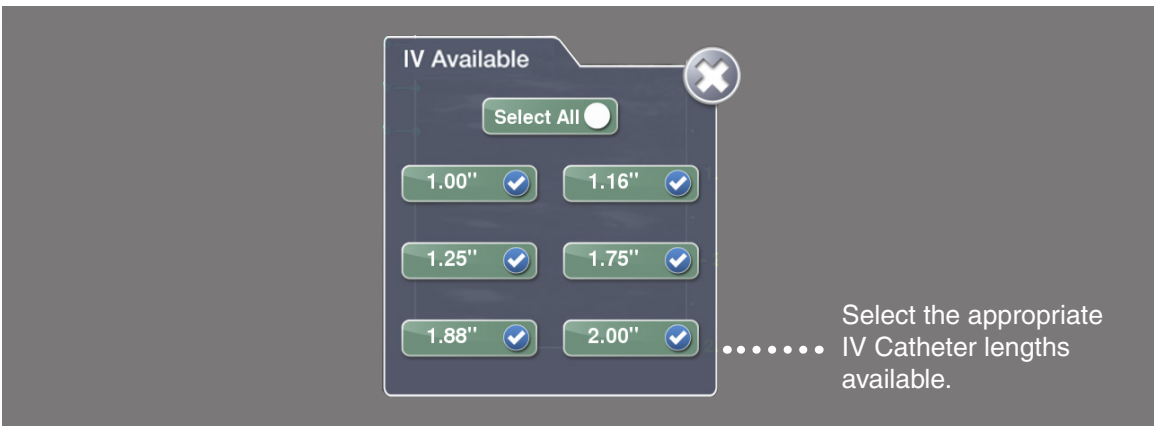 IV Available
Select All
1.00" 1.16"
1.25" 1.75"
1.88" 2.00"
Select the appropriate
IV Catheter lengths
available.